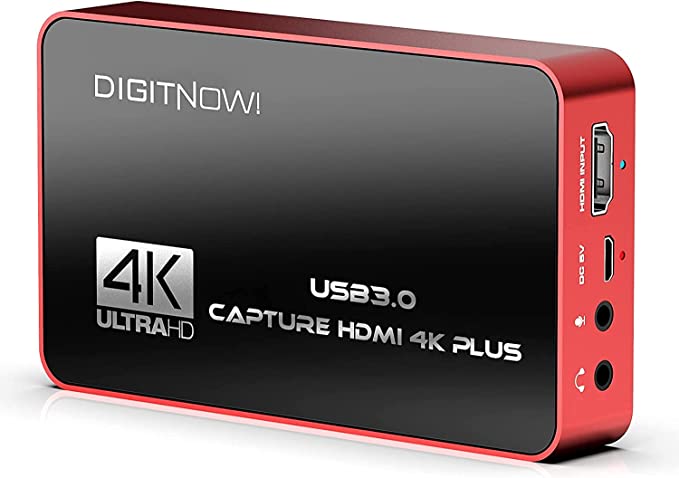 DIGITNOW!
4K
ULTRAHD
USB3.0
CAPTURE HDMI 4K PLUS
HDMI INPUT
DC 5V